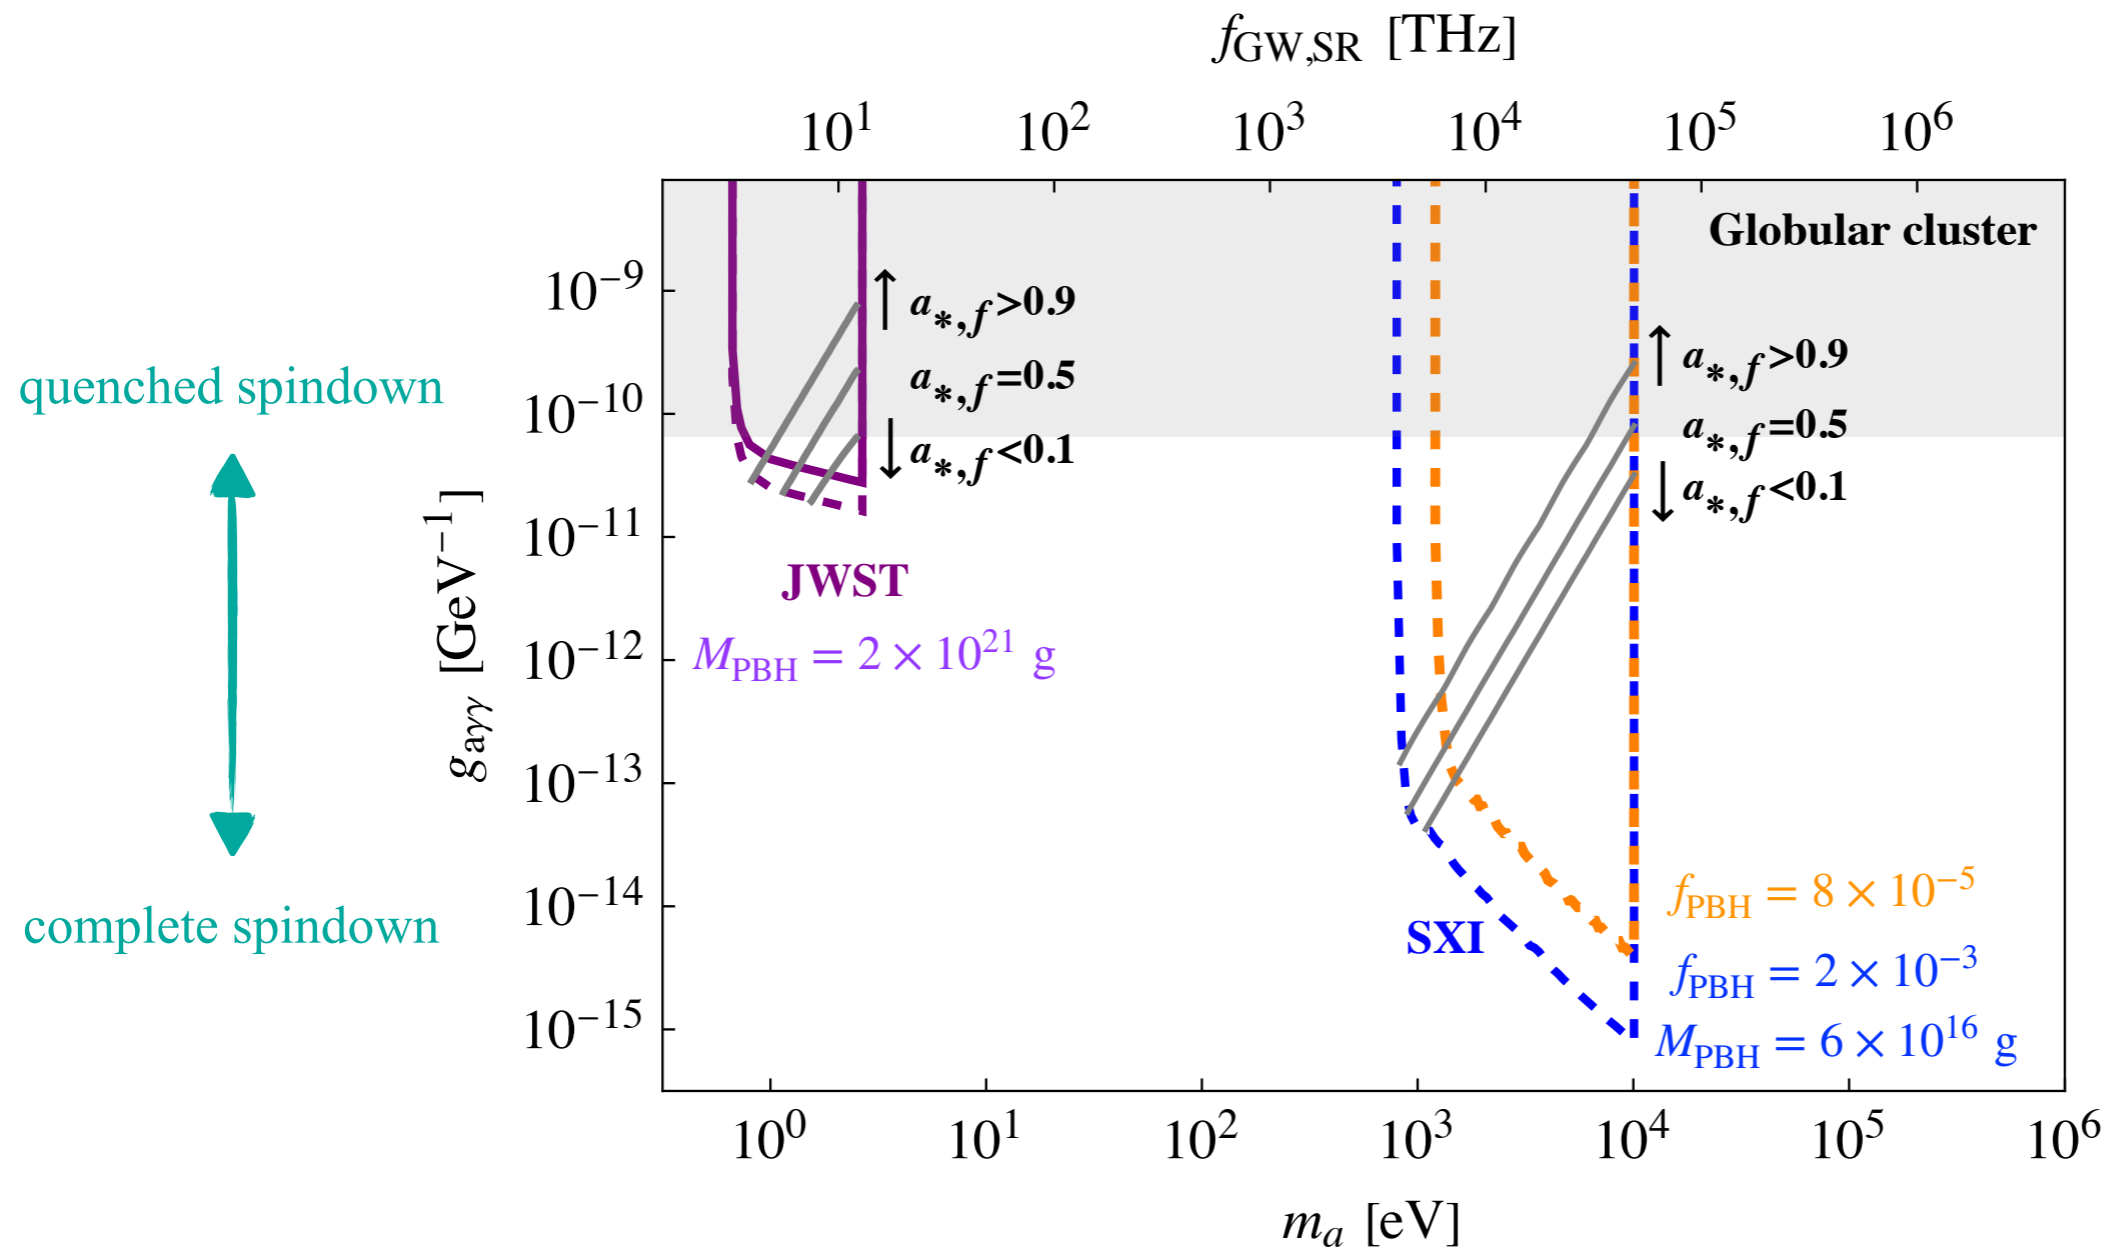 f_GW,SR [THz]
10^1 10^2 10^3 10^4 10^5 10^6
Globular cluster
10^−9
10^−10
10^−11
10^−12
10^−13
10^−14
10^−15
g_aγγ [GeV^−1]
quenched spindown
complete spindown
↑ a_*,f>0.9
a_*,f=0.5
↓ a_*,f<0.1
JWST
M_PBH = 2 × 10^21 g
↑ a_*,f>0.9
a_*,f=0.5
↓ a_*,f<0.1
SXI
f_PBH = 8 × 10^−5
f_PBH = 2 × 10^−3
M_PBH = 6 × 10^16 g
10^0 10^1 10^2 10^3 10^4 10^5 10^6
m_a [eV]